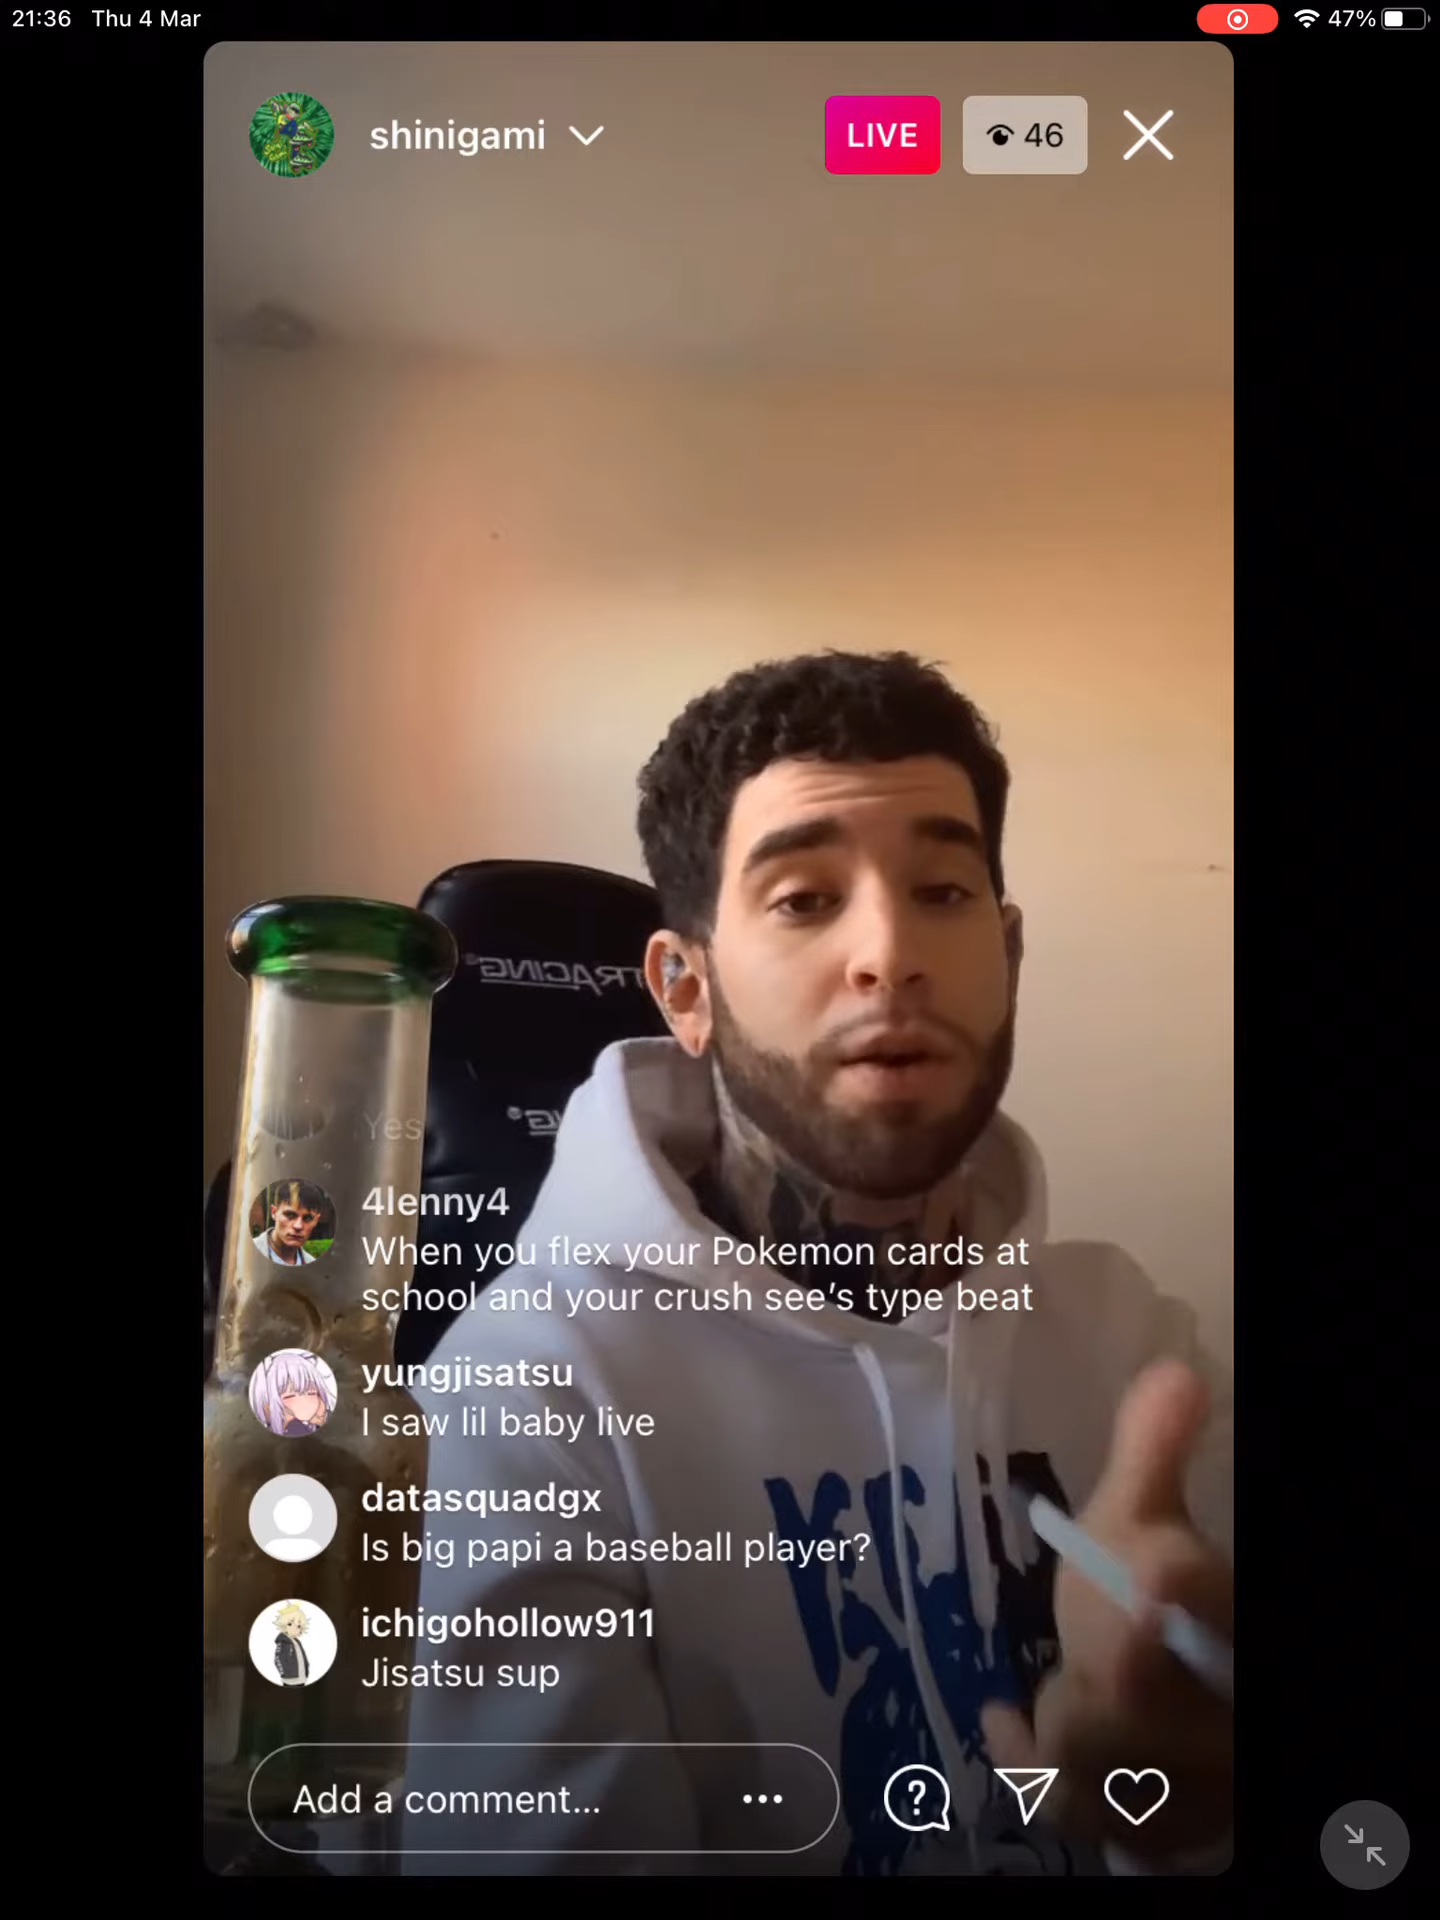 21:36 Thu 4 Mar
47%
shinigami
LIVE
46
Yes
4lenny4
When you flex your Pokemon cards at
school and your crush see's type beat
yungjisatsu
I saw lil baby live
datasquadgx
Is big papi a baseball player?
ichigohollow911
Jisatsu sup
Add a comment...